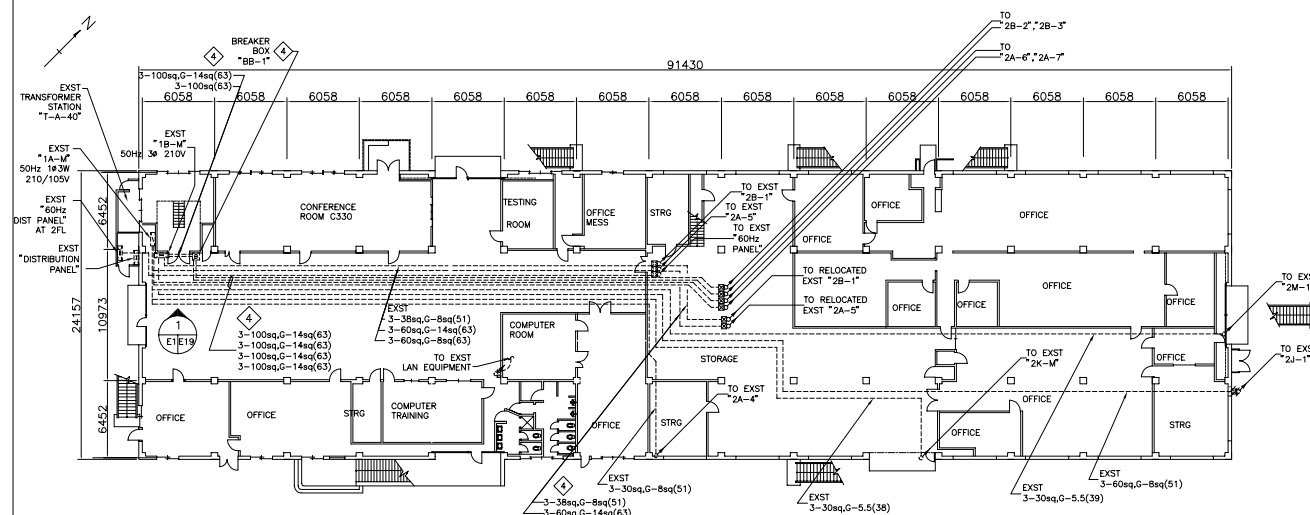 N
TO
"2B-2","2B-3"
TO
"2A-6","2A-7"
BREAKER
BOX
"BB-1"
4
4
3-100sq,G-14sq(63)
3-100sq(63)
91430
6058 6058 6058 6058 6058 6058 6058 6058 6058 6058 6058 6058 6058 6058 6058
EXST
TRANSFORMER
STATION
"T-A-40"
EXST
"1B-M"
50Hz 3ø 210V
EXST
"1A-M"
50Hz 1ø3W
210/105V
EXST
"60Hz
DIST PANEL"
AT 2FL
EXST
"DISTRIBUTION
PANEL"
6452
10973
24157
6452
CONFERENCE
ROOM C330
TESTING
ROOM
OFFICE
MESS
STRG
TO EXST
"2B-1"
TO EXST
"2A-5"
TO EXST
"60Hz
PANEL"
OFFICE
OFFICE
OFFICE
TO RELOCATED
EXST "2B-1"
TO RELOCATED
EXST "2A-5"
OFFICE
OFFICE
OFFICE
OFFICE
TO EXS
"2M-1
TO EXS
"2J-1"
1
E1 E19
4
3-100sq,G-14sq(63)
3-100sq,G-14sq(63)
3-100sq,G-14sq(63)
3-100sq,G-14sq(63)
EXST
3-38sq,G-8sq(51)
3-60sq,G-14sq(63)
3-60sq,G-8sq(63)
TO EXST
LAN EQUIPMENT
COMPUTER
ROOM
STORAGE
OFFICE
TO EXST
"2K-M"
TO EXST
"2A-4"
OFFICE
OFFICE
STRG
COMPUTER
TRAINING
OFFICE
STRG
OFFICE
OFFICE
STRG
4
3-38sq,G-8sq(51)
3-60sq,G-14sq(63)
EXST
3-30sq,G-8sq(51)
EXST
3-30sq,G-5.5(38)
EXST
3-30sq,G-5.5(39)
EXST
3-60sq,G-8sq(51)